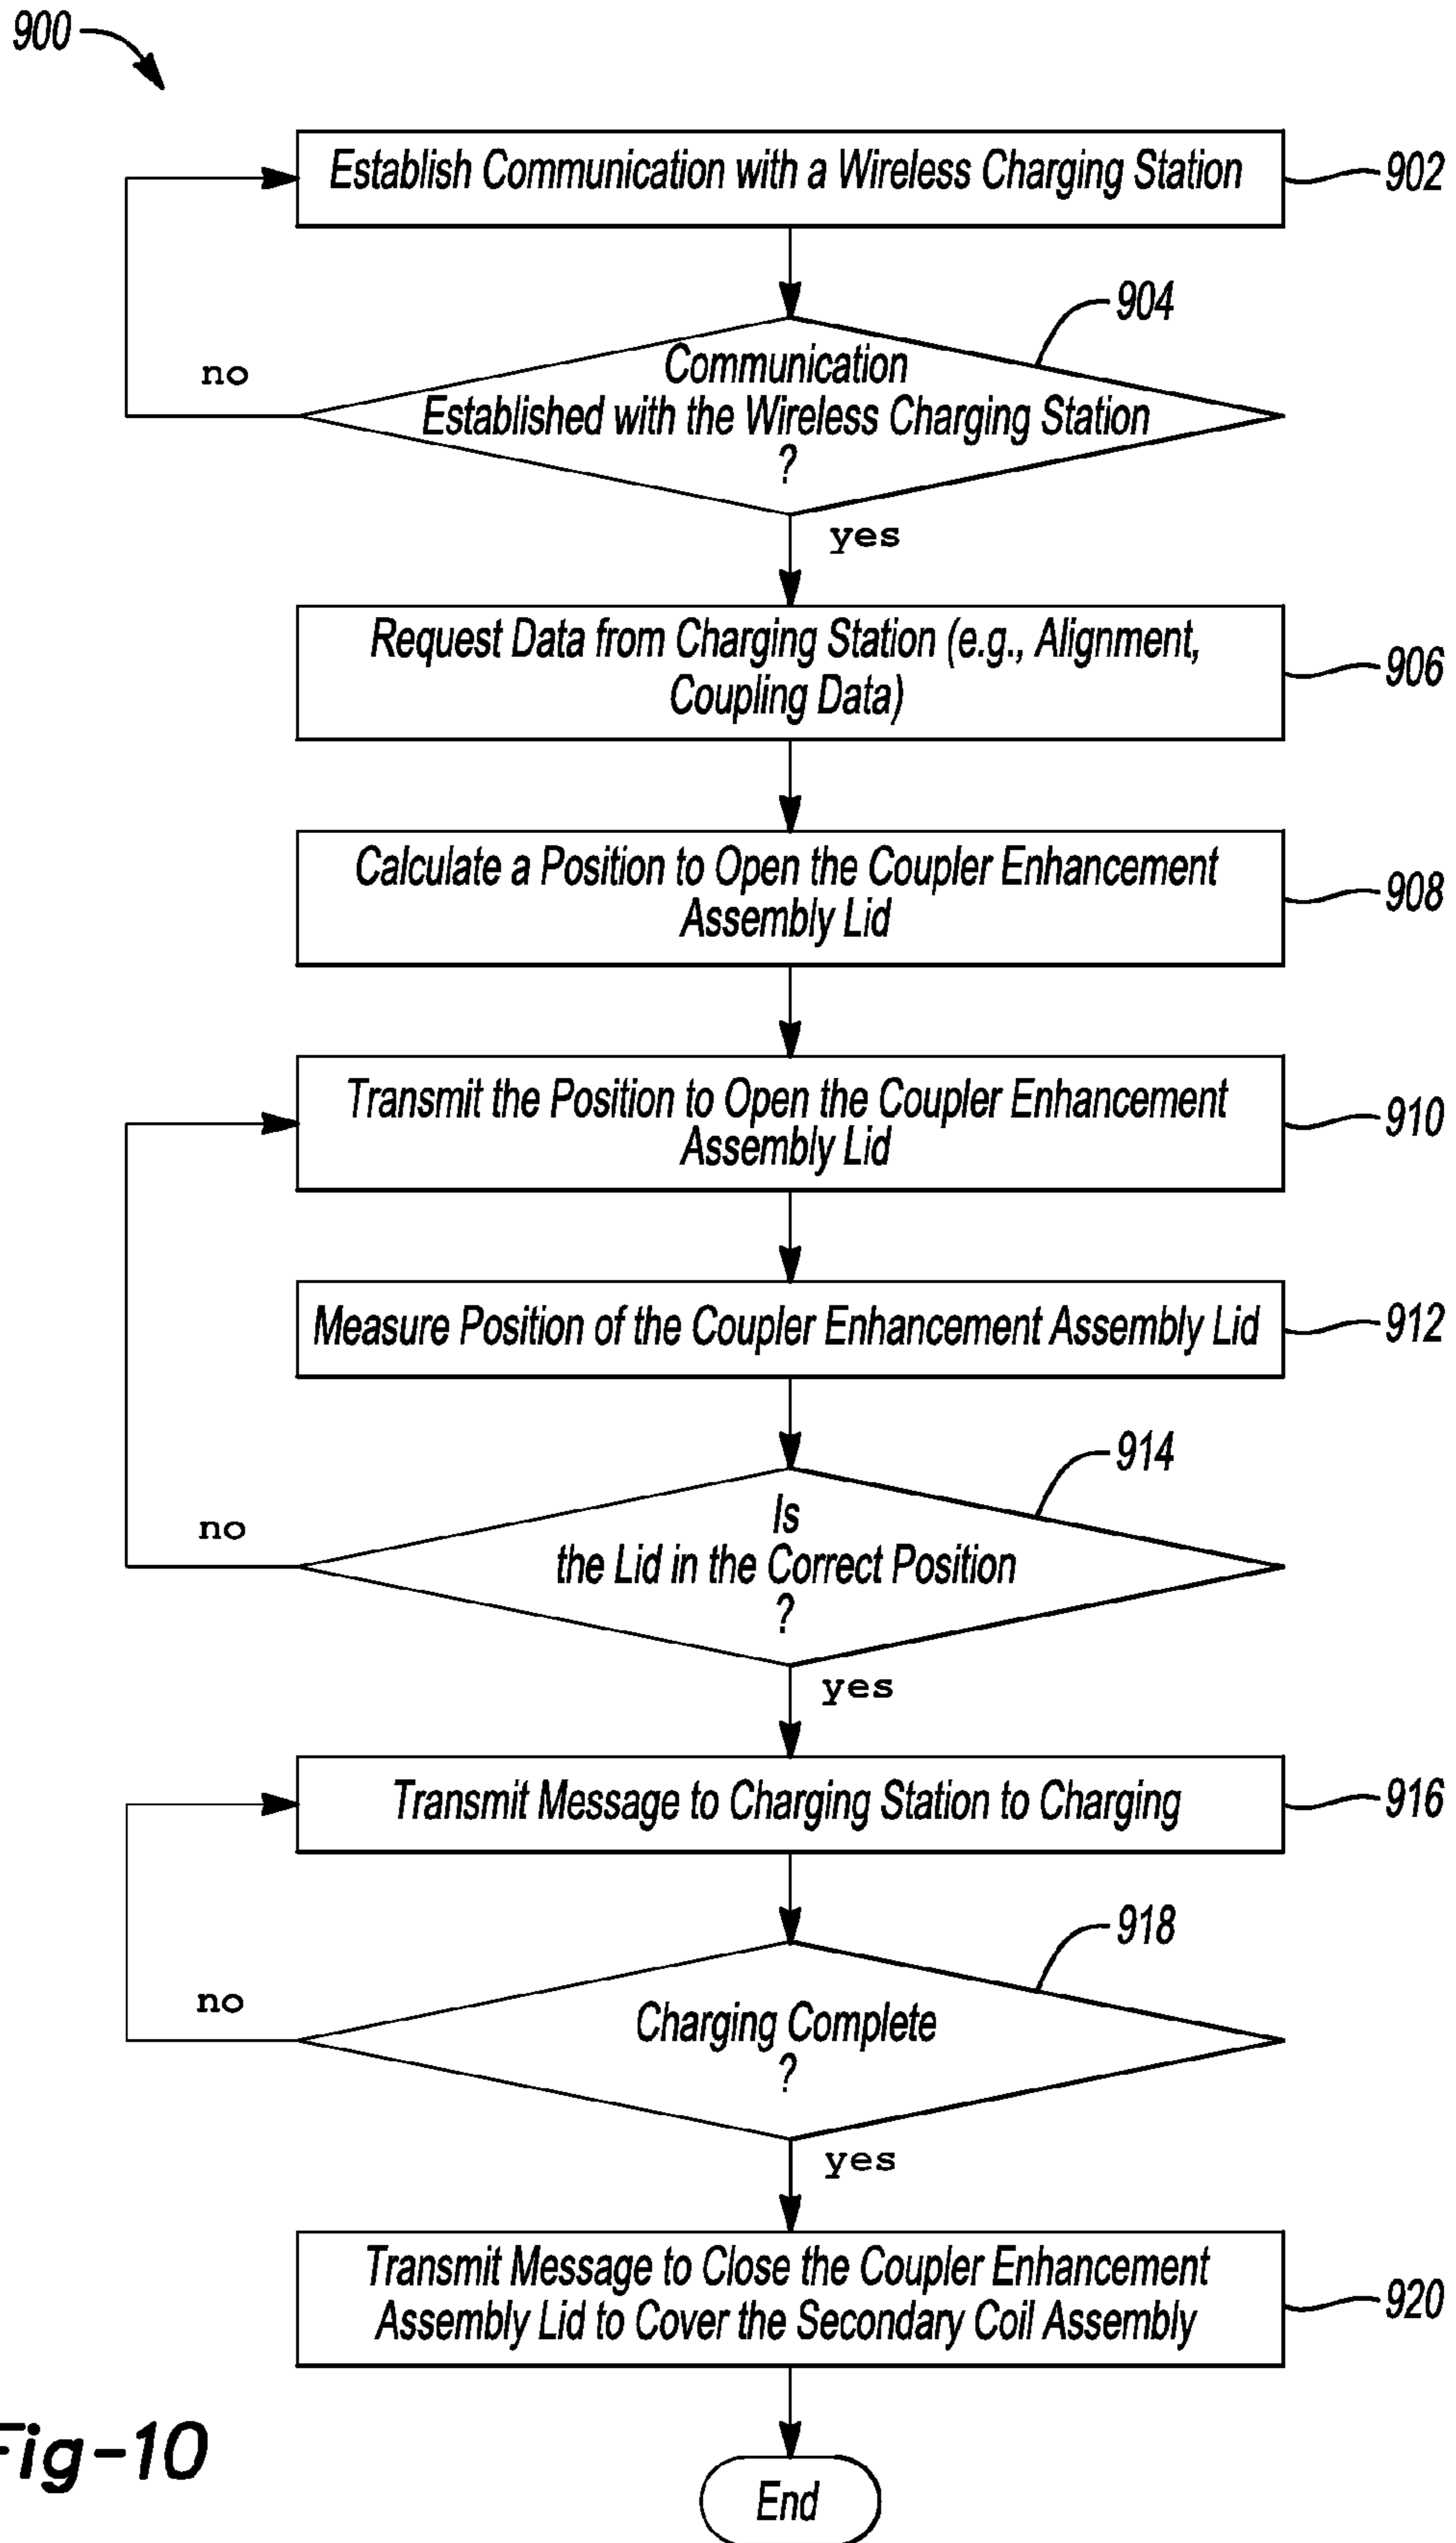 900
Establish Communication with a Wireless Charging Station
902
904
Communication
Established with the Wireless Charging Station
?
no
yes
Request Data from Charging Station (e.g., Alignment,
Coupling Data)
906
Calculate a Position to Open the Coupler Enhancement
Assembly Lid
908
Transmit the Position to Open the Coupler Enhancement
Assembly Lid
910
Measure Position of the Coupler Enhancement Assembly Lid
912
914
Is
the Lid in the Correct Position
?
no
yes
Transmit Message to Charging Station to Charging
916
918
Charging Complete
?
no
yes
Transmit Message to Close the Coupler Enhancement
Assembly Lid to Cover the Secondary Coil Assembly
920
Fig-10
End